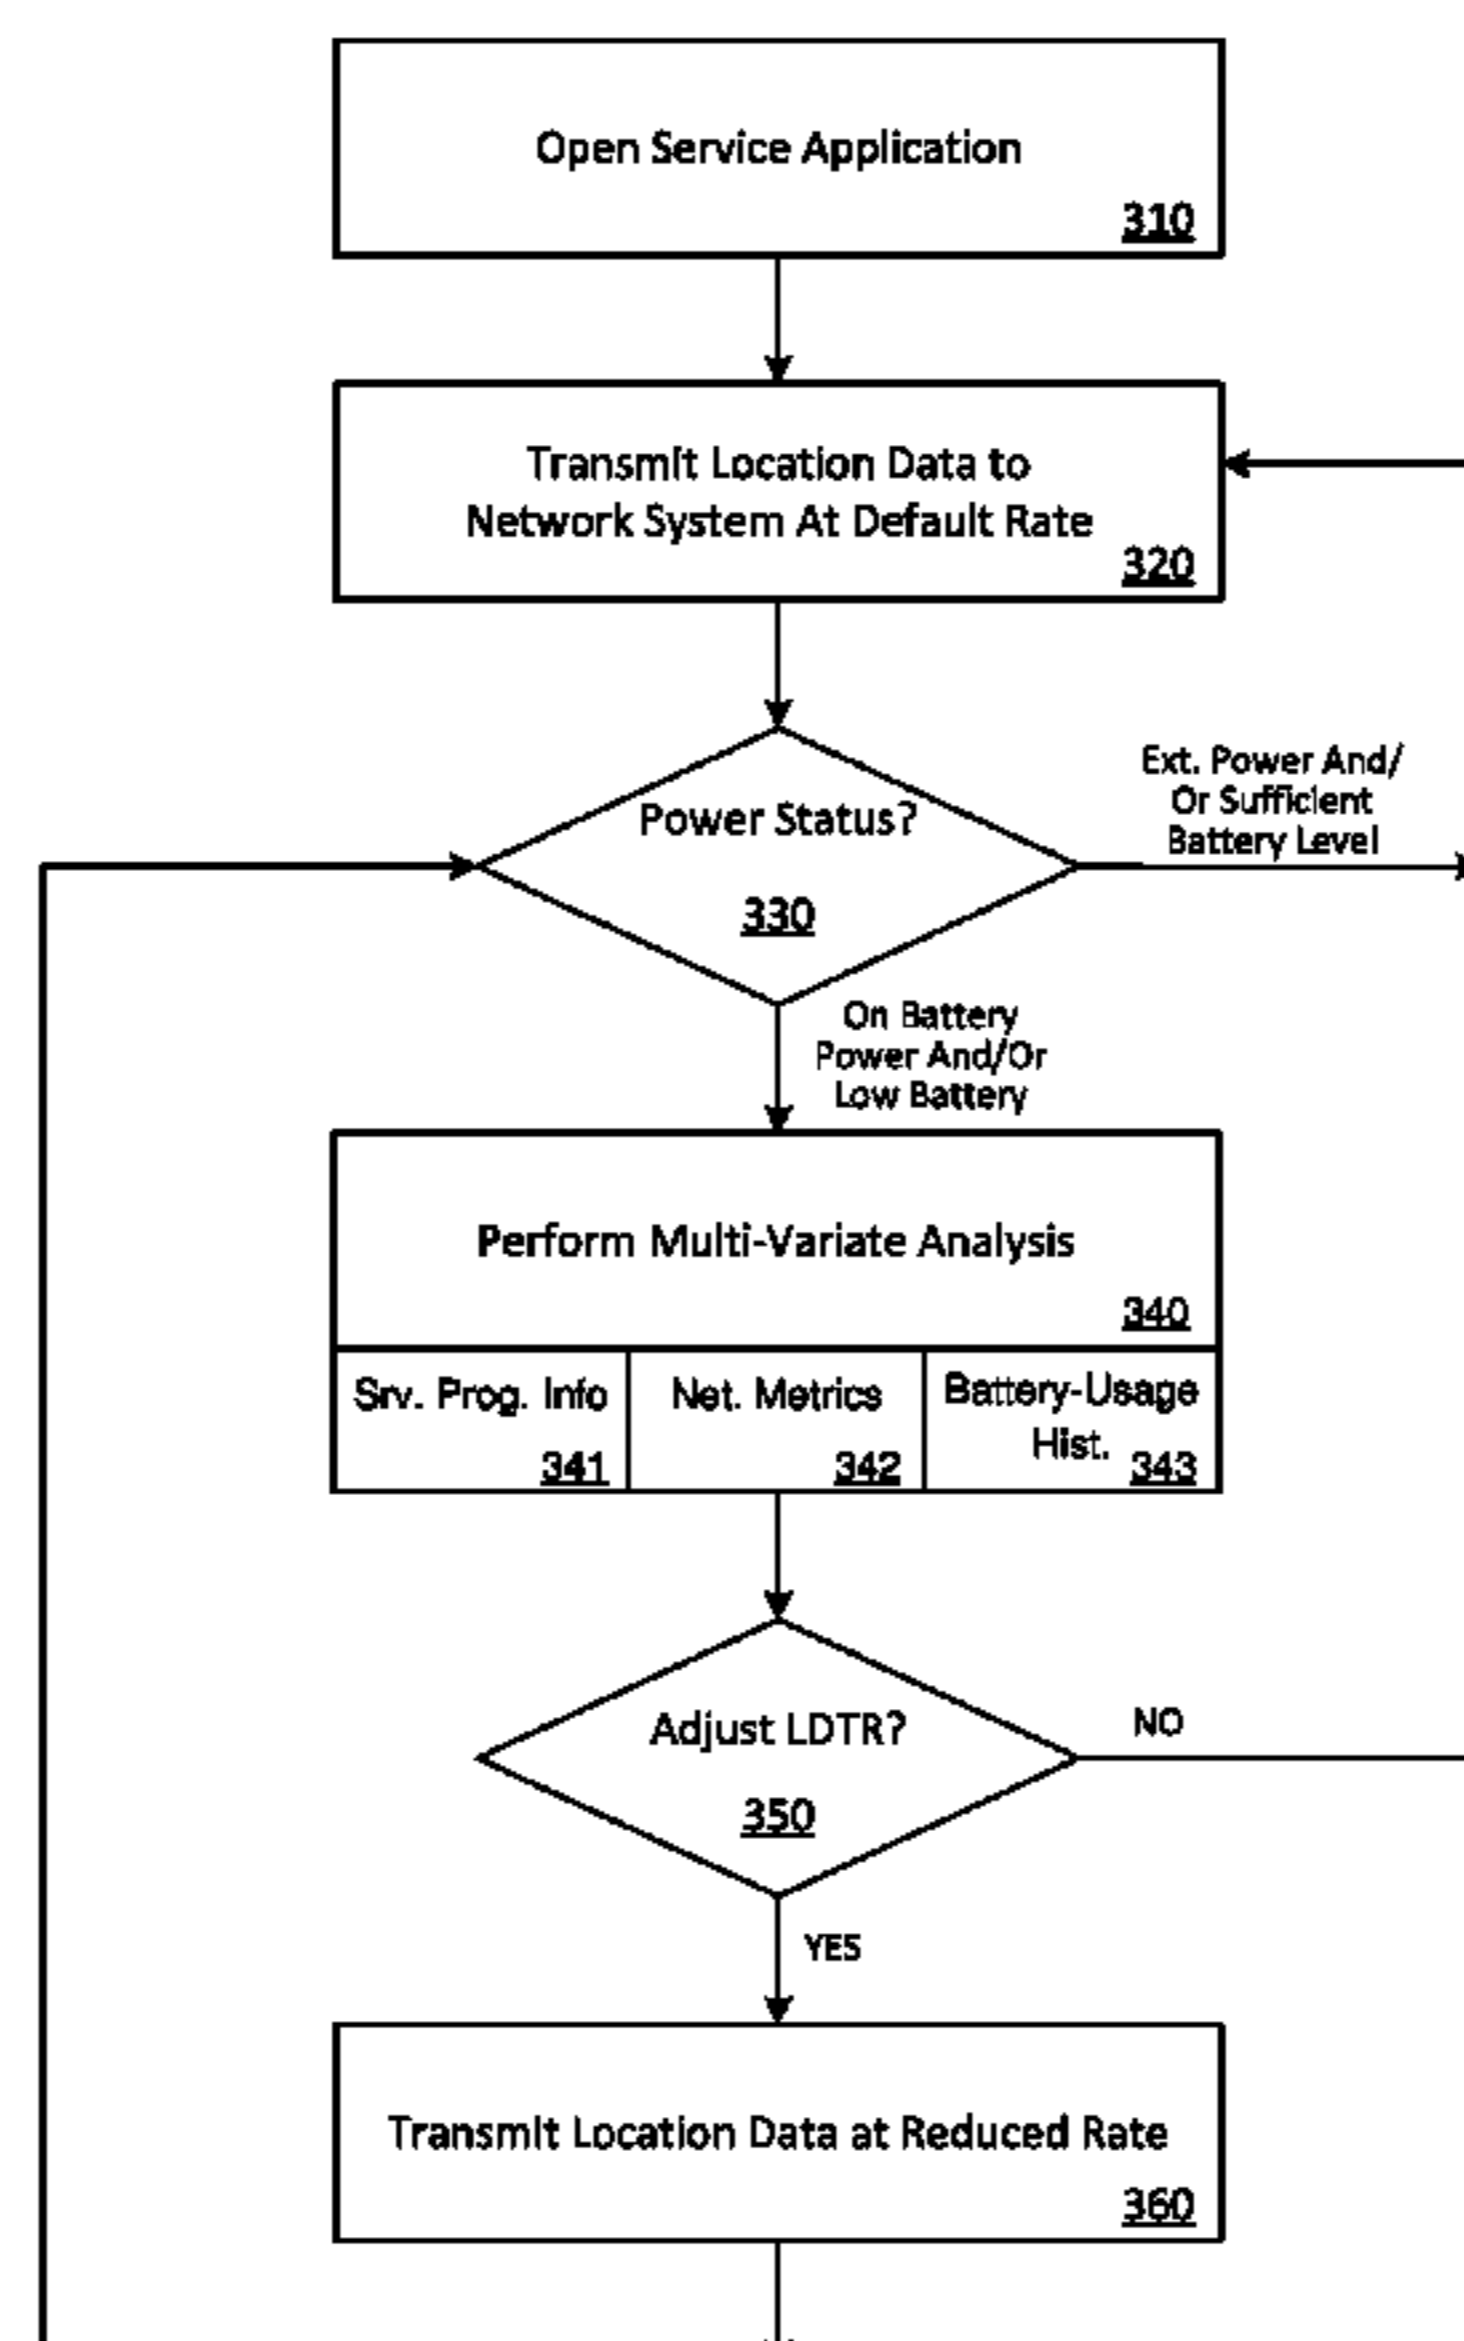 Open Service Application
310
Transmit Location Data to
Network System At Default Rate
320
Power Status?
330
Ext. Power And/
Or Sufficient
Battery Level
On Battery
Power And/Or
Low Battery
Perform Multi-Variate Analysis
340
Srv. Prog. Info
341
Net. Metrics
342
Battery-Usage
Hist.
343
Adjust LDTR?
350
NO
YES
Transmit Location Data at Reduced Rate
360